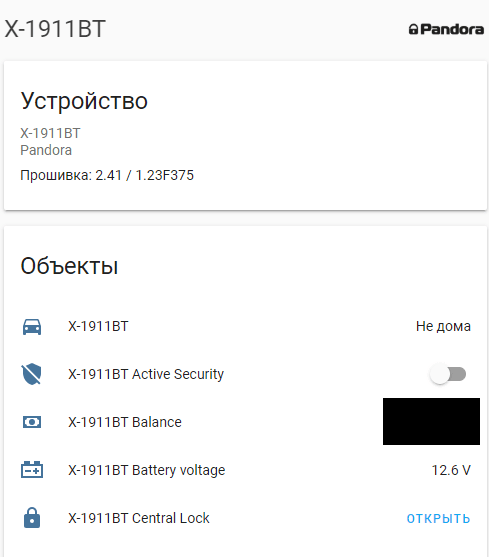 X-1911BT
Pandora
Устройство
X-1911BT
Pandora
Прошивка: 2.41 / 1.23F375
Объекты
X-1911BT Не дома
X-1911BT Active Security
X-1911BT Balance
X-1911BT Battery voltage 12.6 V
X-1911BT Central Lock ОТКРЫТЬ